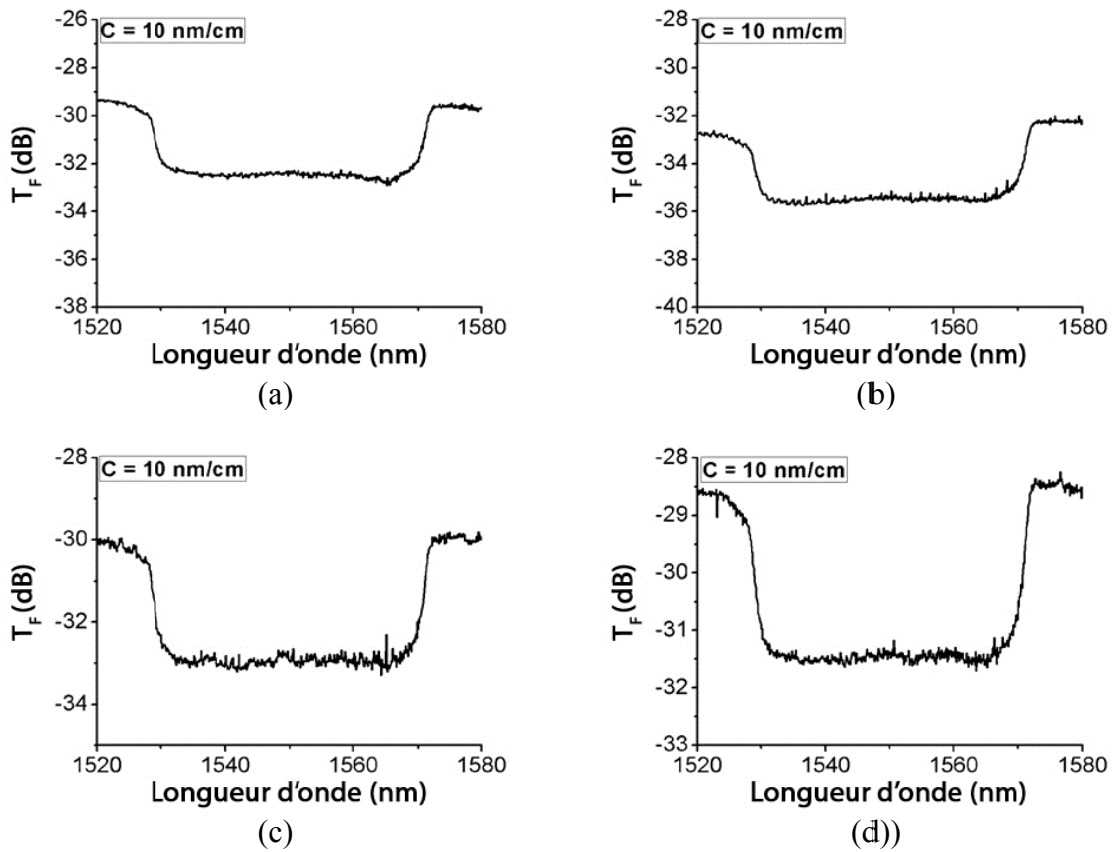 C = 10 nm/cm
-26
-28
-30
-32
-34
-36
-38
T_F (dB)
1520 1540 1560 1580
Longueur d'onde (nm)
(a)
C = 10 nm/cm
-28
-30
-32
-34
-36
-38
-40
T_F (dB)
1520 1540 1560 1580
Longueur d'onde (nm)
(b)
C = 10 nm/cm
-28
-30
-32
-34
T_F (dB)
1520 1540 1560 1580
Longueur d'onde (nm)
(c)
C = 10 nm/cm
-28
-29
-30
-31
-32
-33
T_F (dB)
1520 1540 1560 1580
Longueur d'onde (nm)
(d))